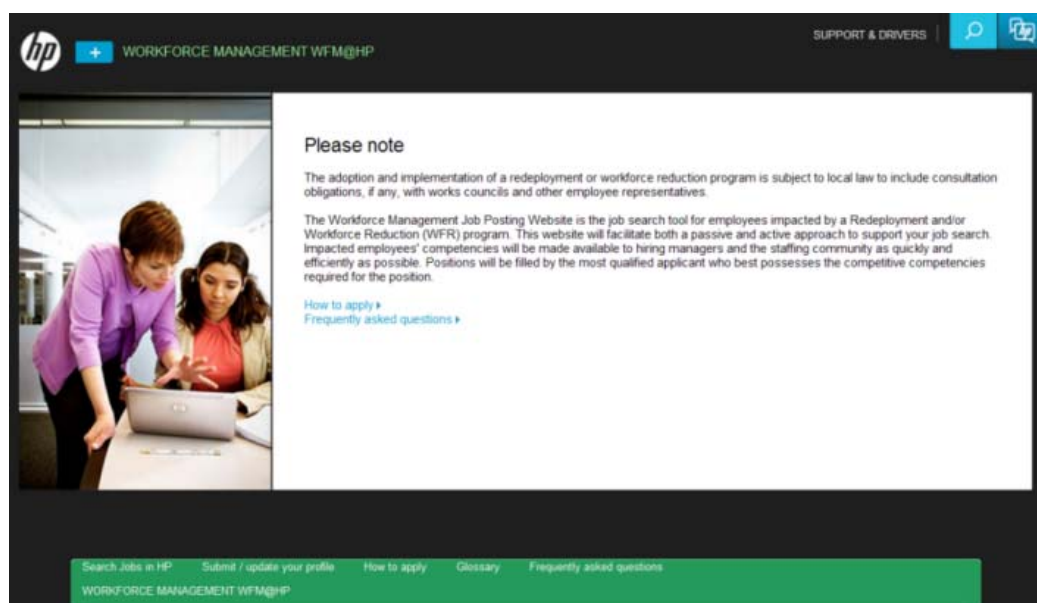 hp
+ WORKFORCE MANAGEMENT WFM@HP
SUPPORT & DRIVERS
Please note
The adoption and implementation of a redeployment or workforce reduction program is subject to local law to include consultation
obligations, if any, with works councils and other employee representatives.
The Workforce Management Job Posting Website is the job search tool for employees impacted by a Redeployment and/or
Workforce Reduction (WFR) program. This website will facilitate both a passive and active approach to support your job search.
Impacted employees' competencies will be made available to hiring managers and the staffing community as quickly and
efficiently as possible. Positions will be filled by the most qualified applicant who best possesses the competitive competencies
required for the position.
How to apply
Frequently asked questions
Search Jobs in HP Submit / update your profile How to apply Glossary Frequently asked questions
WORKFORCE MANAGEMENT WFM@HP